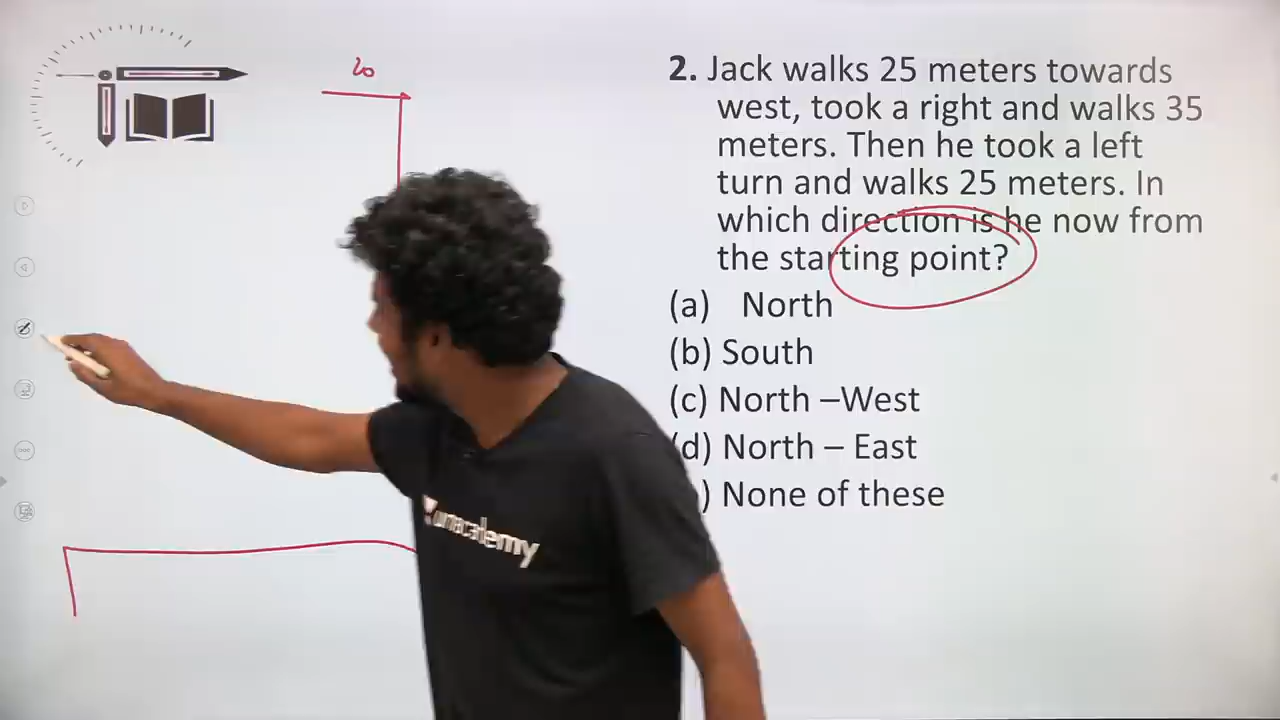 20
2. Jack walks 25 meters towards
west, took a right and walks 35
meters. Then he took a left
turn and walks 25 meters. In
which direction is he now from
the starting point?
(a) North
(b) South
(c) North –West
(d) North – East
) None of these
unacademy